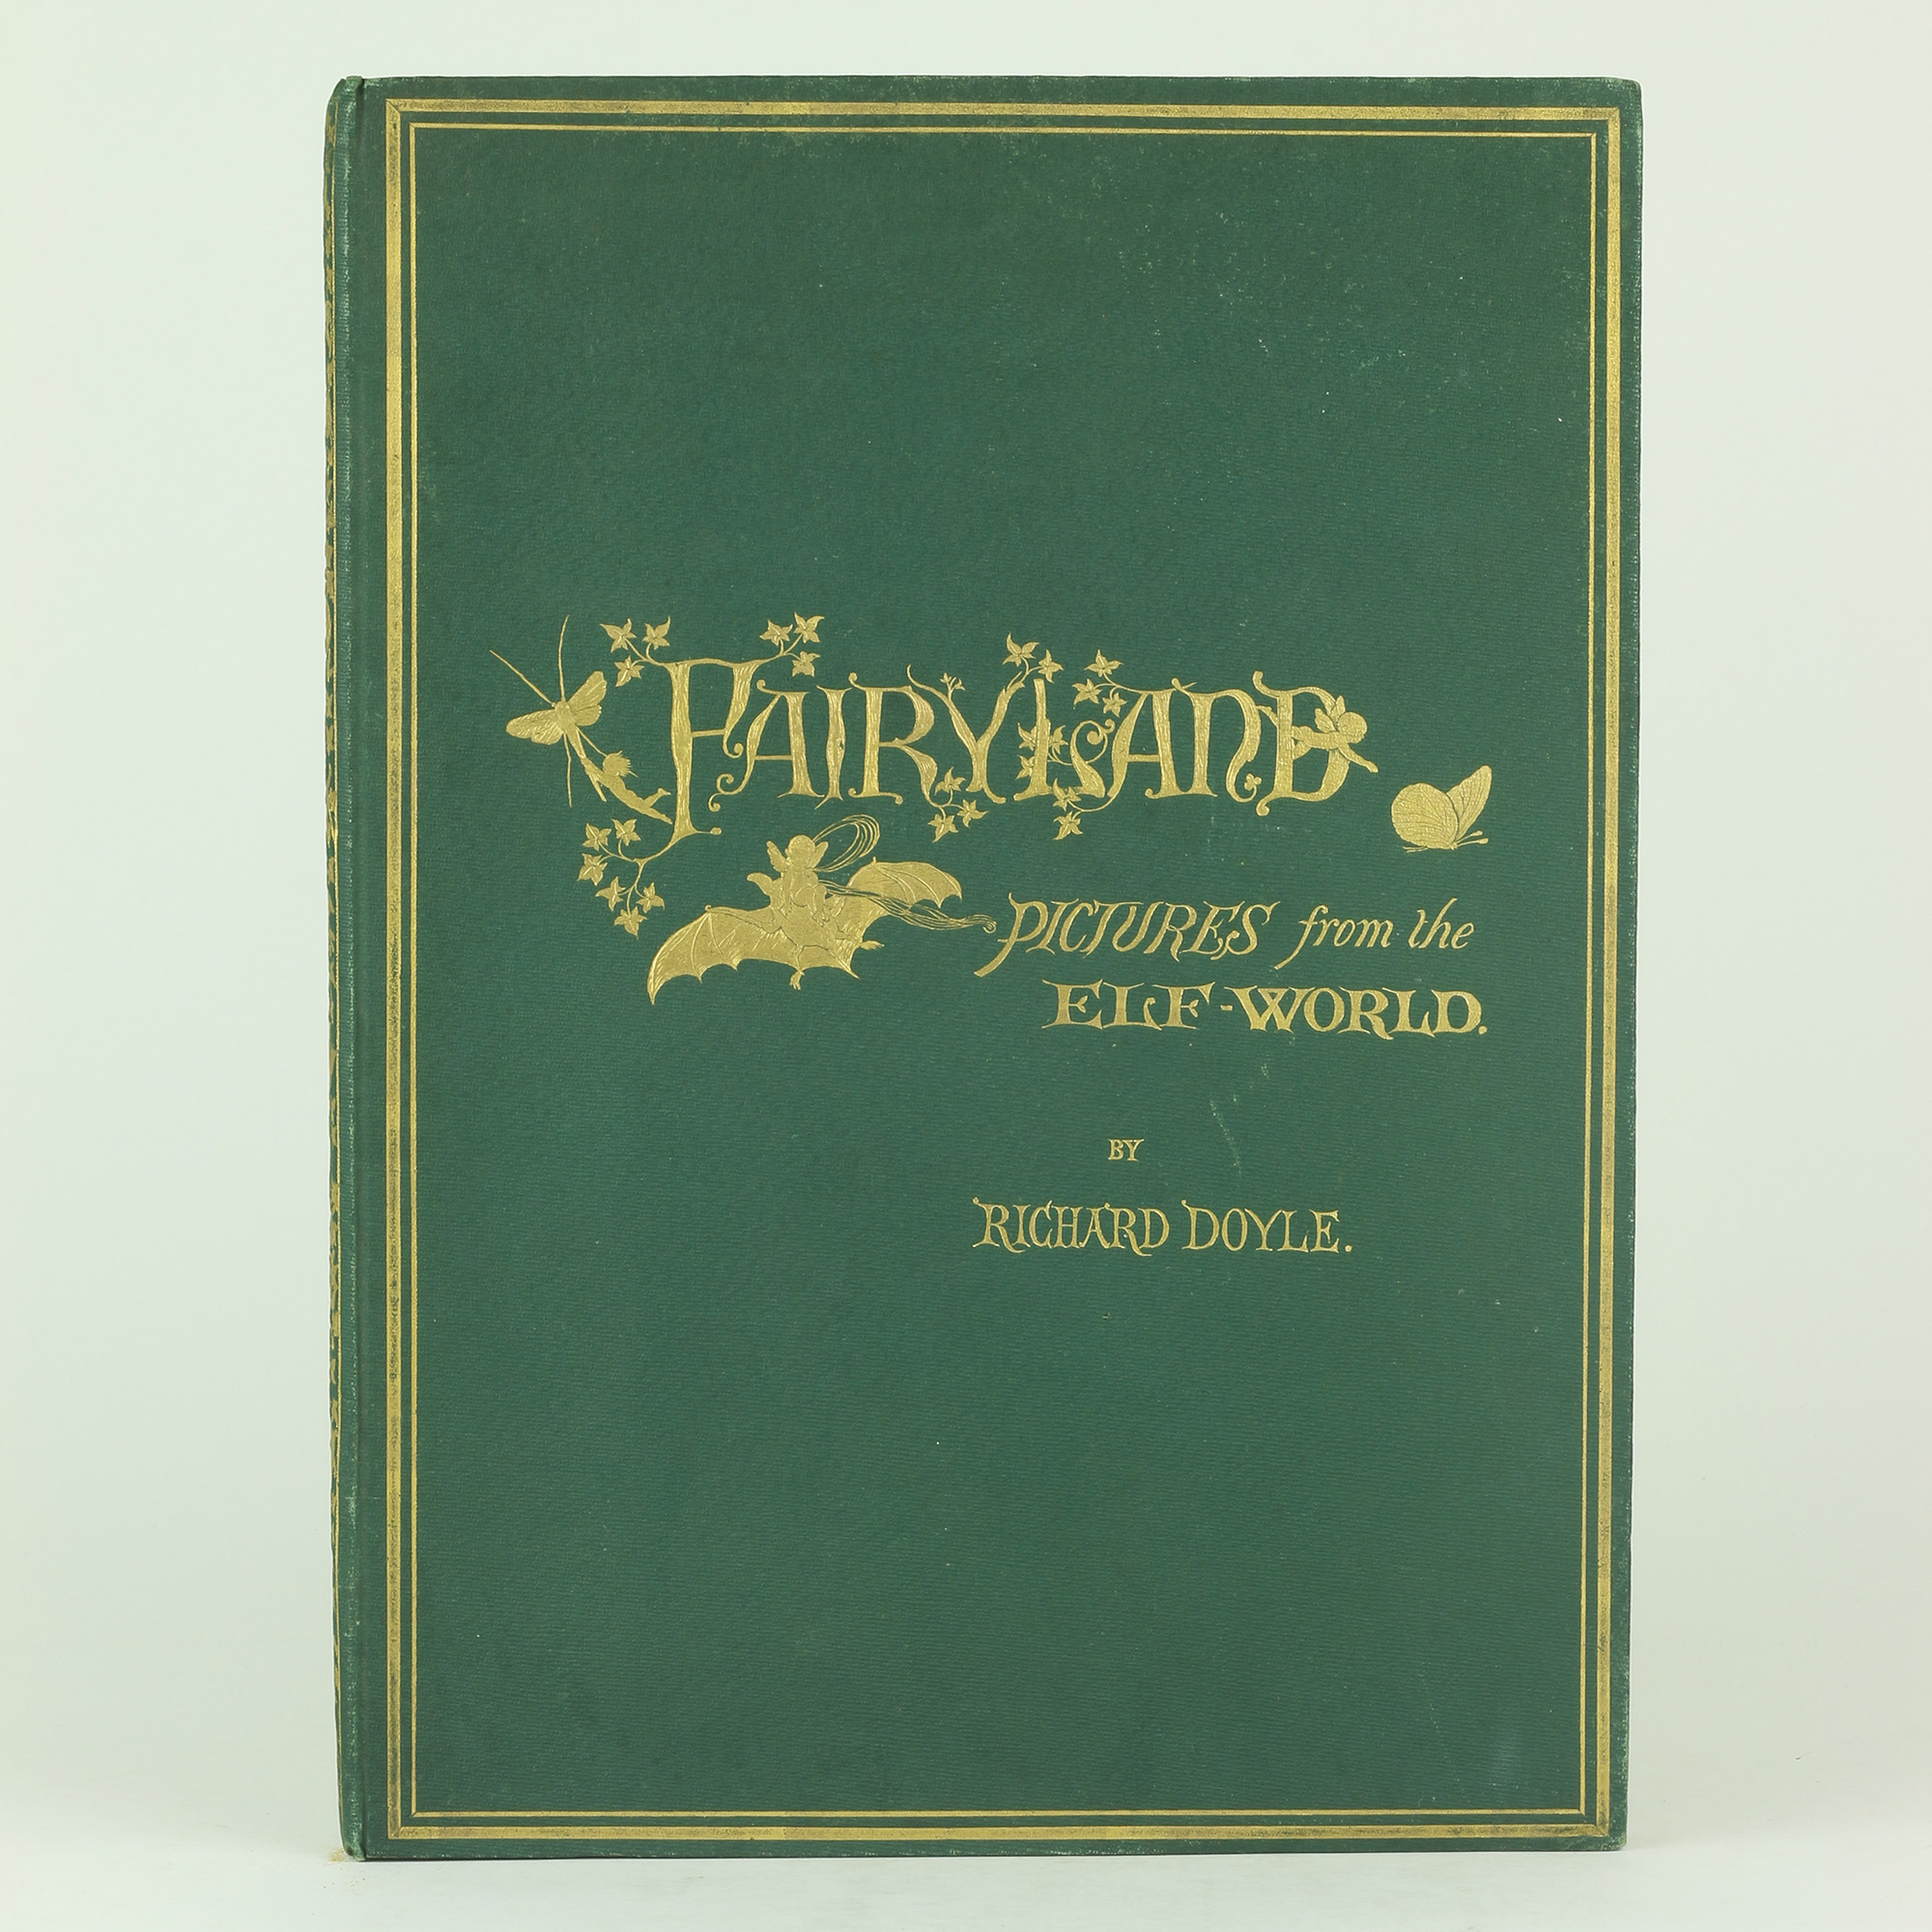 FAIRYLAND
PICTURES from the
ELF-WORLD.
BY
RICHARD DOYLE.